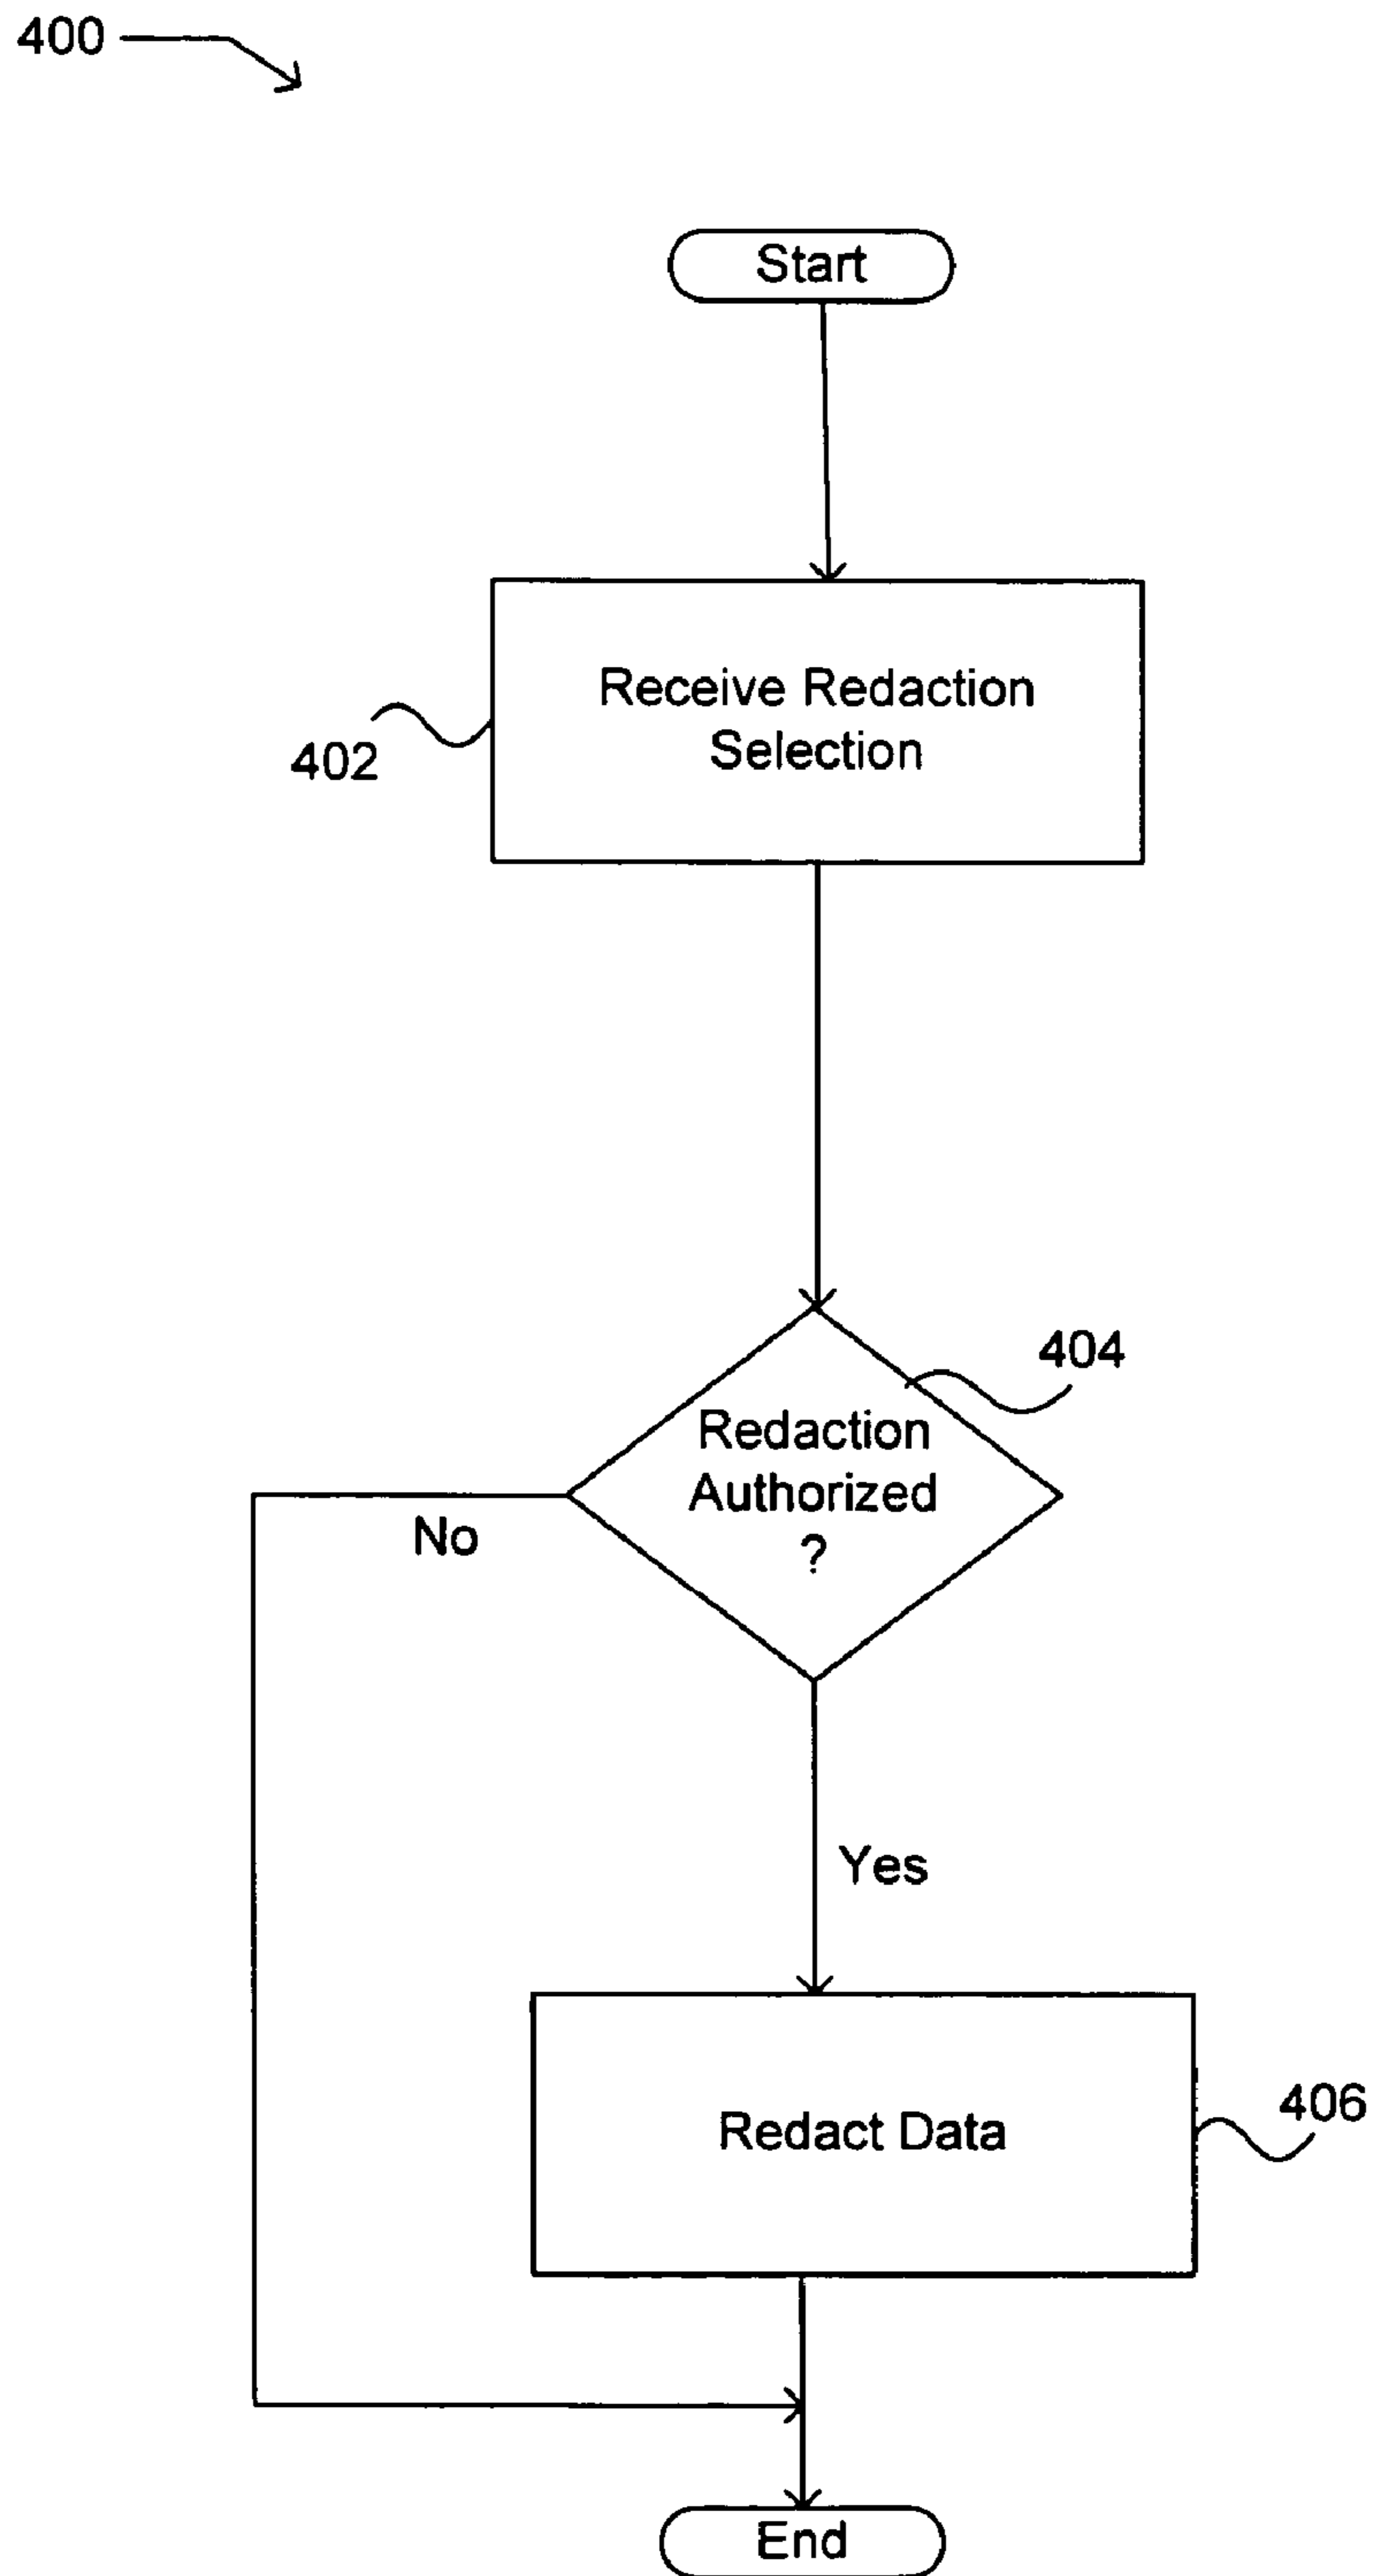 400
Start
Receive Redaction
Selection
402
404
Redaction
Authorized
?
No
Yes
Redact Data
406
End